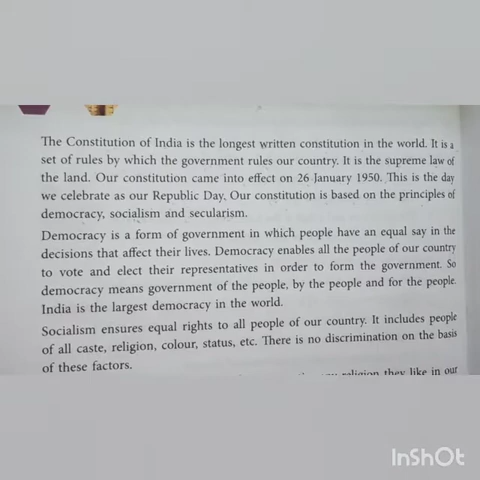 The Constitution of India is the longest written constitution in the world. It is a
set of rules by which the government rules our country. It is the supreme law of
the land. Our constitution came into effect on 26 January 1950. This is the day
we celebrate as our Republic Day. Our constitution is based on the principles of
democracy, socialism and secularism.
Democracy is a form of government in which people have an equal say in the
decisions that affect their lives. Democracy enables all the people of our country
to vote and elect their representatives in order to form the government. So
democracy means government of the people, by the people and for the people.
India is the largest democracy in the world.
Socialism ensures equal rights to all people of our country. It includes people
of all caste, religion, colour, status, etc. There is no discrimination on the basis
of these factors.
religion they like in our
InShOt